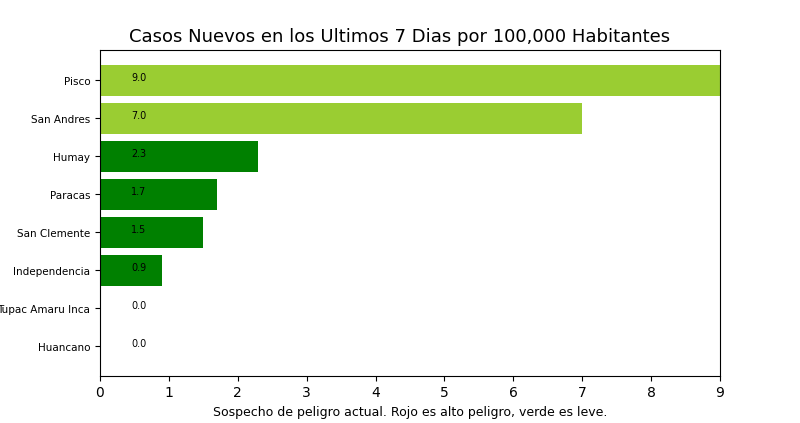 Casos Nuevos en los Ultimos 7 Dias por 100,000 Habitantes
Pisco 9.0
San Andres 7.0
Humay 2.3
Paracas 1.7
San Clemente 1.5
Independencia 0.9
Tupac Amaru Inca 0.0
Huancano 0.0
0 1 2 3 4 5 6 7 8 9
Sospecho de peligro actual. Rojo es alto peligro, verde es leve.